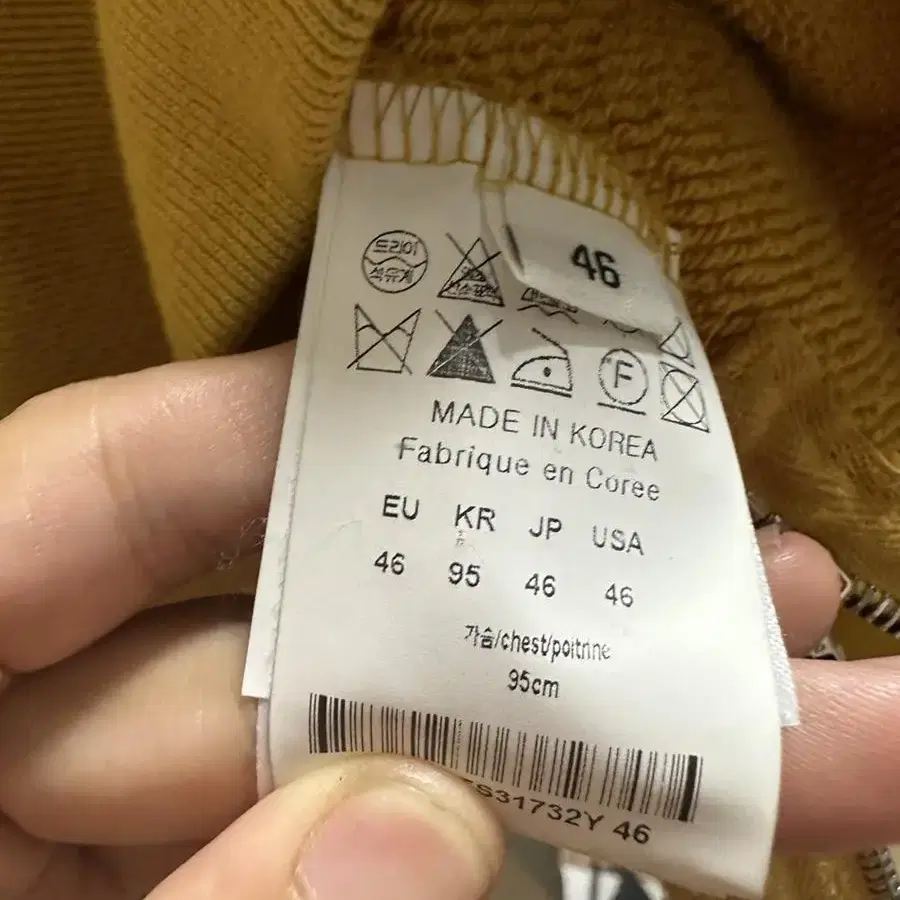 46
드라이
석유계
F
MADE IN KOREA
Fabrique en Coree
EU KR JP USA
46 95 46 46
가슴/chest/poitrine
95cm
S31732Y 46